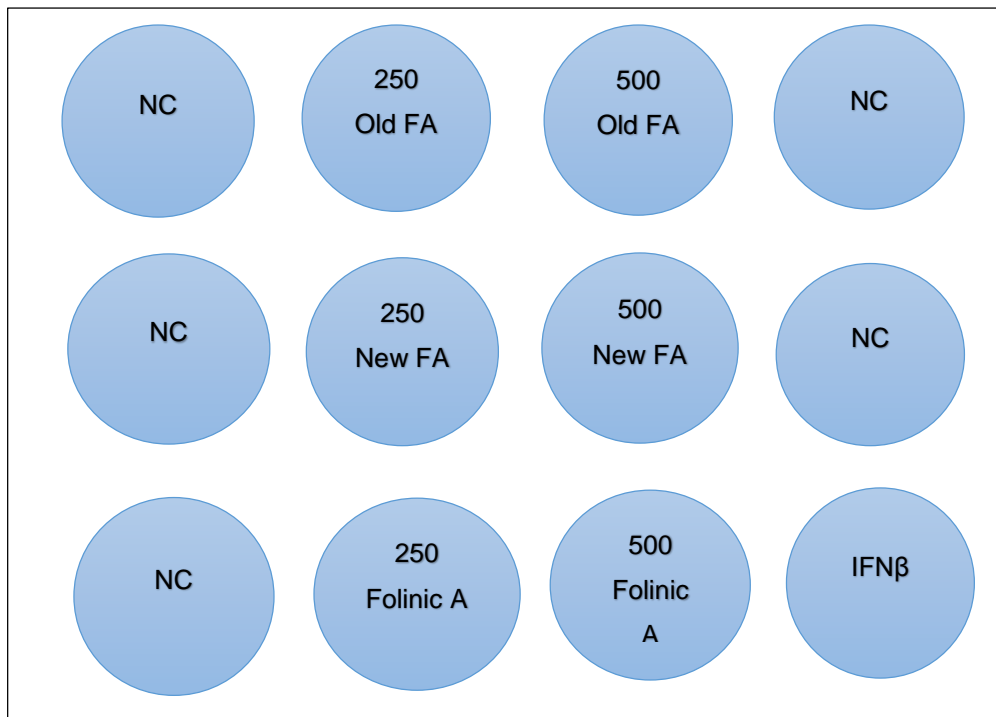 NC
250
Old FA
500
Old FA
NC
NC
250
New FA
500
New FA
NC
NC
250
Folinic A
500
Folinic
A
IFNβ